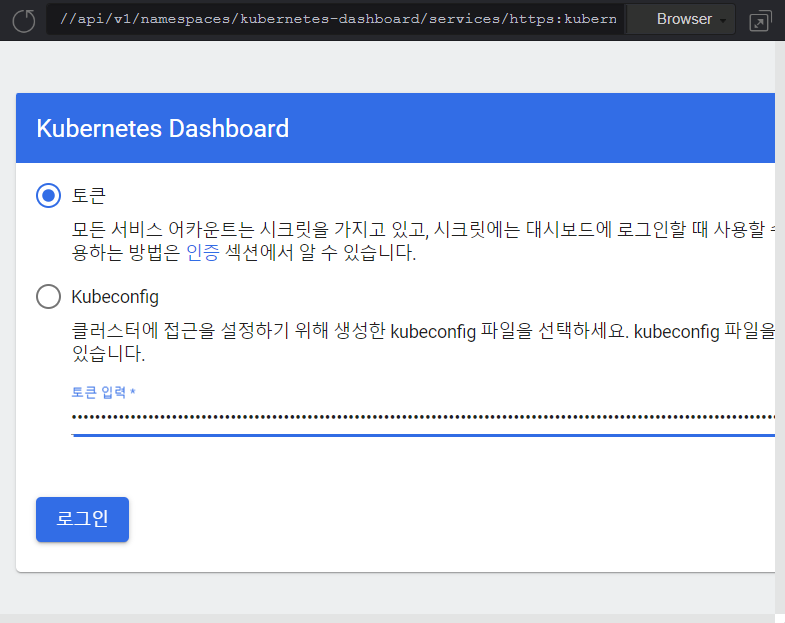 //api/v1/namespaces/kubernetes-dashboard/services/https:kubern
Browser
Kubernetes Dashboard
토큰
모든 서비스 어카운트는 시크릿을 가지고 있고, 시크릿에는 대시보드에 로그인할 때 사용할
용하는 방법은 인증 섹션에서 알 수 있습니다.
Kubeconfig
클러스터에 접근을 설정하기 위해 생성한 kubeconfig 파일을 선택하세요. kubeconfig 파일을
있습니다.
토큰 입력 *
로그인